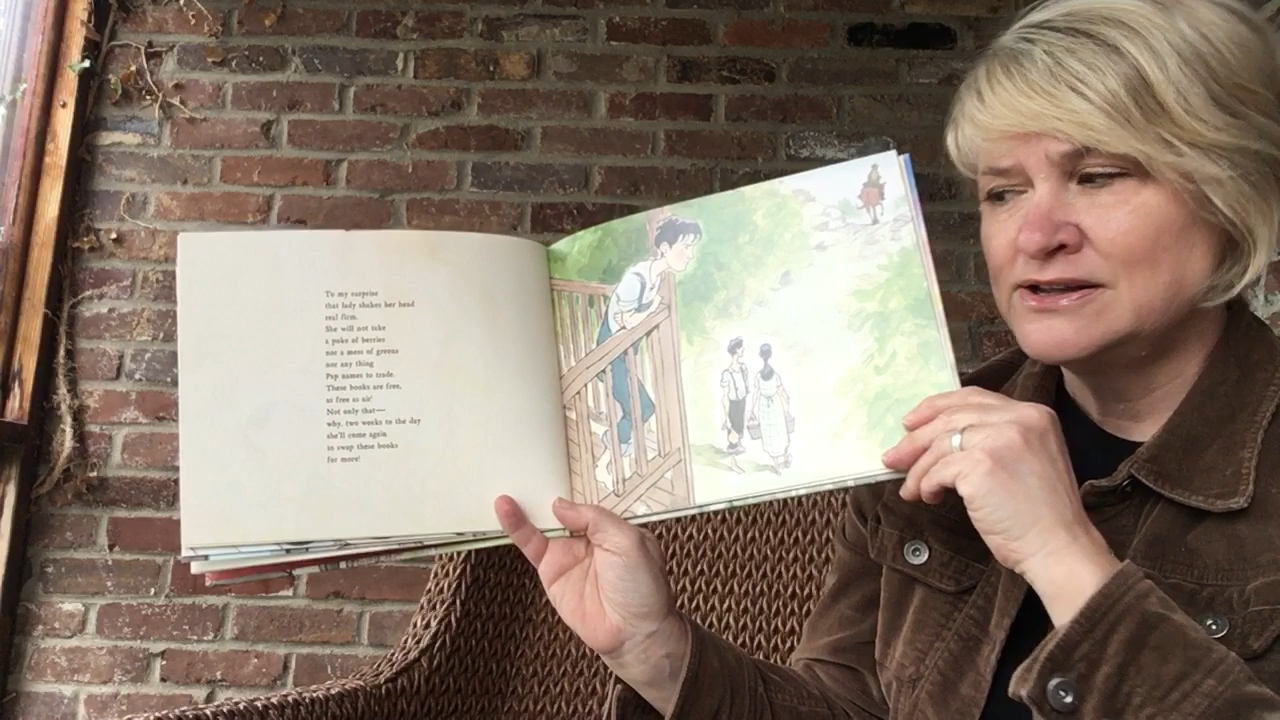 To my surprise
that lady shakes her head
real firm.
She will not take
a poke of berries
nor a mess of greens
nor any thing
Pap names to trade.
These books are free,
as free as air!
Not only that—
why, two weeks to the day
she'll come again
to swap these books
for more!